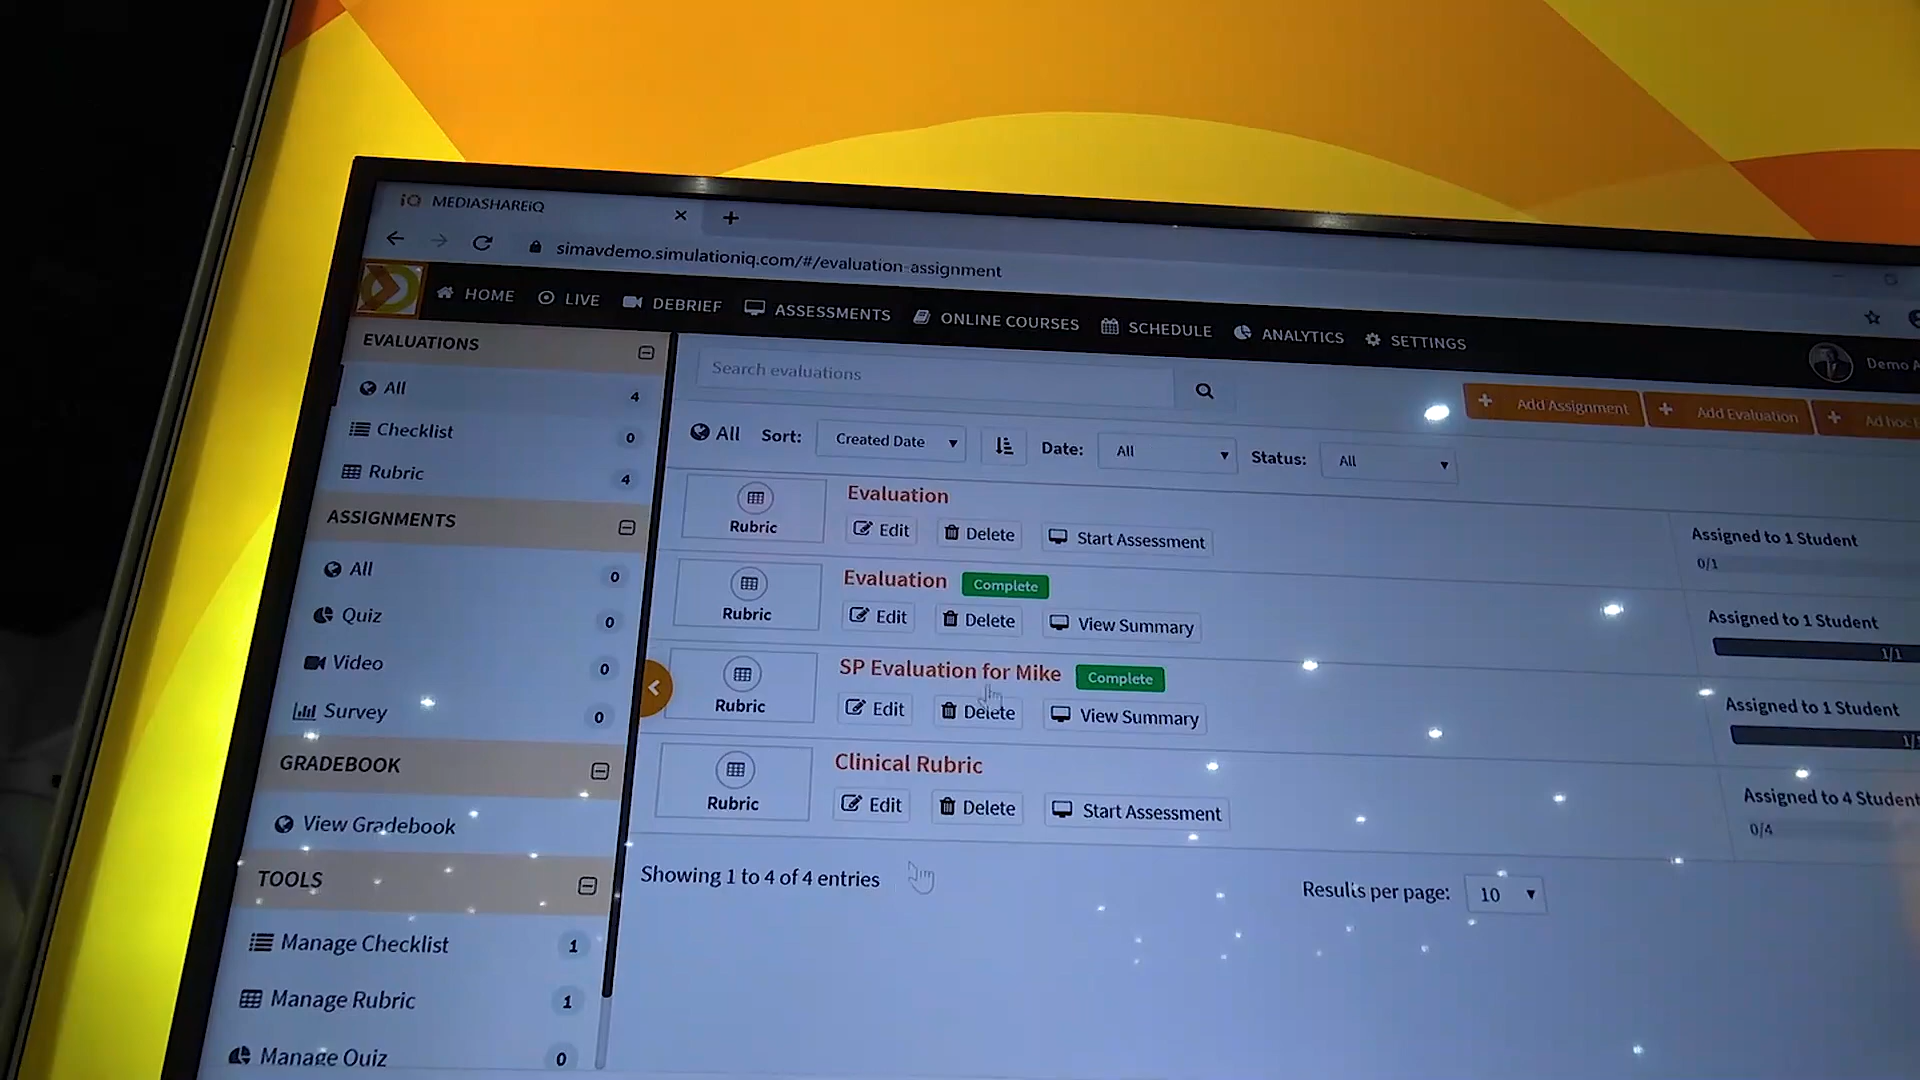 iQ MEDIASHAREiQ
simavdemo.simulationiq.com/#/evaluation-assignment
HOME LIVE DEBRIEF ASSESSMENTS ONLINE COURSES SCHEDULE ANALYTICS SETTINGS
Demo
EVALUATIONS
All 4
Checklist 0
Rubric 4
ASSIGNMENTS
All 0
Quiz 0
Video 0
Survey 0
GRADEBOOK
View Gradebook
TOOLS
Manage Checklist 1
Manage Rubric 1
Manage Quiz 0
Search evaluations
Add Assignment Add Evaluation Ad hoc
All Sort: Created Date Date: All Status: All
Rubric
Evaluation
Edit Delete Start Assessment
Assigned to 1 Student
0/1
Rubric
Evaluation Complete
Edit Delete View Summary
Assigned to 1 Student
1/1
Rubric
SP Evaluation for Mike Complete
Edit Delete View Summary
Assigned to 1 Student
Rubric
Clinical Rubric
Edit Delete Start Assessment
Assigned to 4 Student
0/4
Showing 1 to 4 of 4 entries
Results per page: 10